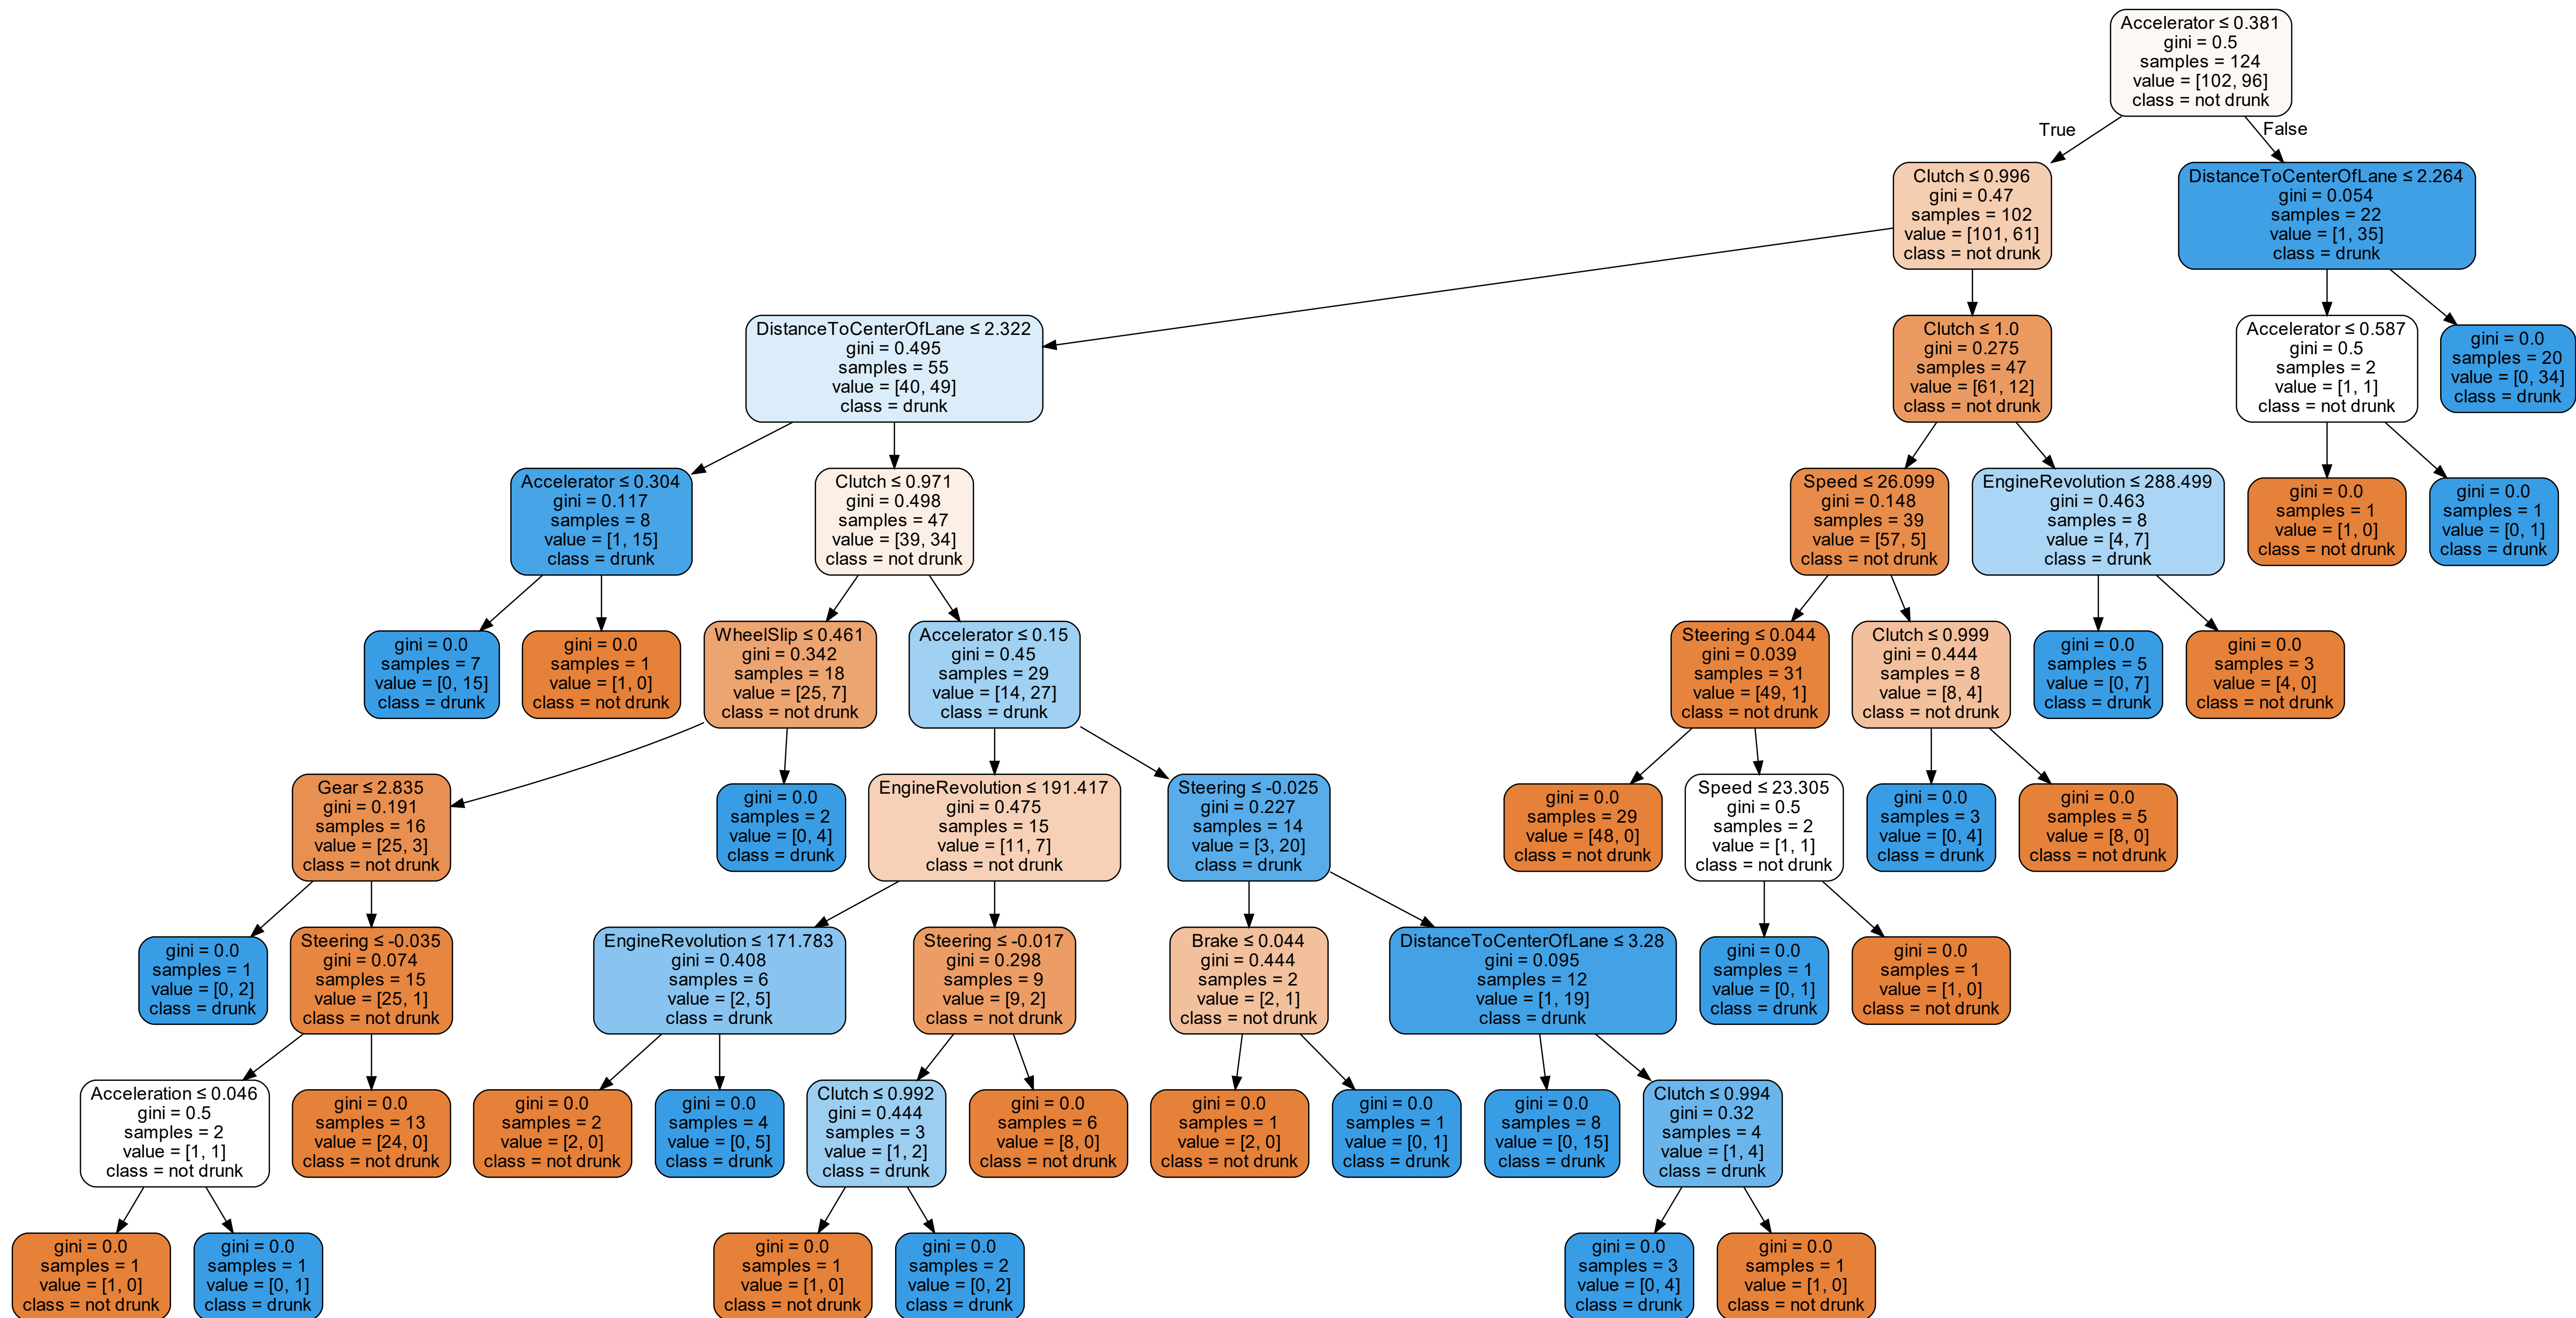 Accelerator ≤ 0.381
gini = 0.5
samples = 124
value = [102, 96]
class = not drunk
True
False
Clutch ≤ 0.996
gini = 0.47
samples = 102
value = [101, 61]
class = not drunk
DistanceToCenterOfLane ≤ 2.264
gini = 0.054
samples = 22
value = [1, 35]
class = drunk
DistanceToCenterOfLane ≤ 2.322
gini = 0.495
samples = 55
value = [40, 49]
class = drunk
Clutch ≤ 1.0
gini = 0.275
samples = 47
value = [61, 12]
class = not drunk
Accelerator ≤ 0.587
gini = 0.5
samples = 2
value = [1, 1]
class = not drunk
gini = 0.0
samples = 20
value = [0, 34]
class = drunk
Accelerator ≤ 0.304
gini = 0.117
samples = 8
value = [1, 15]
class = drunk
Clutch ≤ 0.971
gini = 0.498
samples = 47
value = [39, 34]
class = not drunk
Speed ≤ 26.099
gini = 0.148
samples = 39
value = [57, 5]
class = not drunk
EngineRevolution ≤ 288.499
gini = 0.463
samples = 8
value = [4, 7]
class = drunk
gini = 0.0
samples = 1
value = [1, 0]
class = not drunk
gini = 0.0
samples = 1
value = [0, 1]
class = drunk
gini = 0.0
samples = 7
value = [0, 15]
class = drunk
gini = 0.0
samples = 1
value = [1, 0]
class = not drunk
WheelSlip ≤ 0.461
gini = 0.342
samples = 18
value = [25, 7]
class = not drunk
Accelerator ≤ 0.15
gini = 0.45
samples = 29
value = [14, 27]
class = drunk
Steering ≤ 0.044
gini = 0.039
samples = 31
value = [49, 1]
class = not drunk
Clutch ≤ 0.999
gini = 0.444
samples = 8
value = [8, 4]
class = not drunk
gini = 0.0
samples = 5
value = [0, 7]
class = drunk
gini = 0.0
samples = 3
value = [4, 0]
class = not drunk
Gear ≤ 2.835
gini = 0.191
samples = 16
value = [25, 3]
class = not drunk
gini = 0.0
samples = 2
value = [0, 4]
class = drunk
EngineRevolution ≤ 191.417
gini = 0.475
samples = 15
value = [11, 7]
class = not drunk
Steering ≤ -0.025
gini = 0.227
samples = 14
value = [3, 20]
class = drunk
gini = 0.0
samples = 29
value = [48, 0]
class = not drunk
Speed ≤ 23.305
gini = 0.5
samples = 2
value = [1, 1]
class = not drunk
gini = 0.0
samples = 3
value = [0, 4]
class = drunk
gini = 0.0
samples = 5
value = [8, 0]
class = not drunk
gini = 0.0
samples = 1
value = [0, 2]
class = drunk
Steering ≤ -0.035
gini = 0.074
samples = 15
value = [25, 1]
class = not drunk
EngineRevolution ≤ 171.783
gini = 0.408
samples = 6
value = [2, 5]
class = drunk
Steering ≤ -0.017
gini = 0.298
samples = 9
value = [9, 2]
class = not drunk
Brake ≤ 0.044
gini = 0.444
samples = 2
value = [2, 1]
class = not drunk
DistanceToCenterOfLane ≤ 3.28
gini = 0.095
samples = 12
value = [1, 19]
class = drunk
gini = 0.0
samples = 1
value = [0, 1]
class = drunk
gini = 0.0
samples = 1
value = [1, 0]
class = not drunk
Acceleration ≤ 0.046
gini = 0.5
samples = 2
value = [1, 1]
class = not drunk
gini = 0.0
samples = 13
value = [24, 0]
class = not drunk
gini = 0.0
samples = 2
value = [2, 0]
class = not drunk
gini = 0.0
samples = 4
value = [0, 5]
class = drunk
Clutch ≤ 0.992
gini = 0.444
samples = 3
value = [1, 2]
class = drunk
gini = 0.0
samples = 6
value = [8, 0]
class = not drunk
gini = 0.0
samples = 1
value = [2, 0]
class = not drunk
gini = 0.0
samples = 1
value = [0, 1]
class = drunk
gini = 0.0
samples = 8
value = [0, 15]
class = drunk
Clutch ≤ 0.994
gini = 0.32
samples = 4
value = [1, 4]
class = drunk
gini = 0.0
samples = 1
value = [1, 0]
class = not drunk
gini = 0.0
samples = 1
value = [0, 1]
class = drunk
gini = 0.0
samples = 1
value = [1, 0]
class = not drunk
gini = 0.0
samples = 2
value = [0, 2]
class = drunk
gini = 0.0
samples = 3
value = [0, 4]
class = drunk
gini = 0.0
samples = 1
value = [1, 0]
class = not drunk